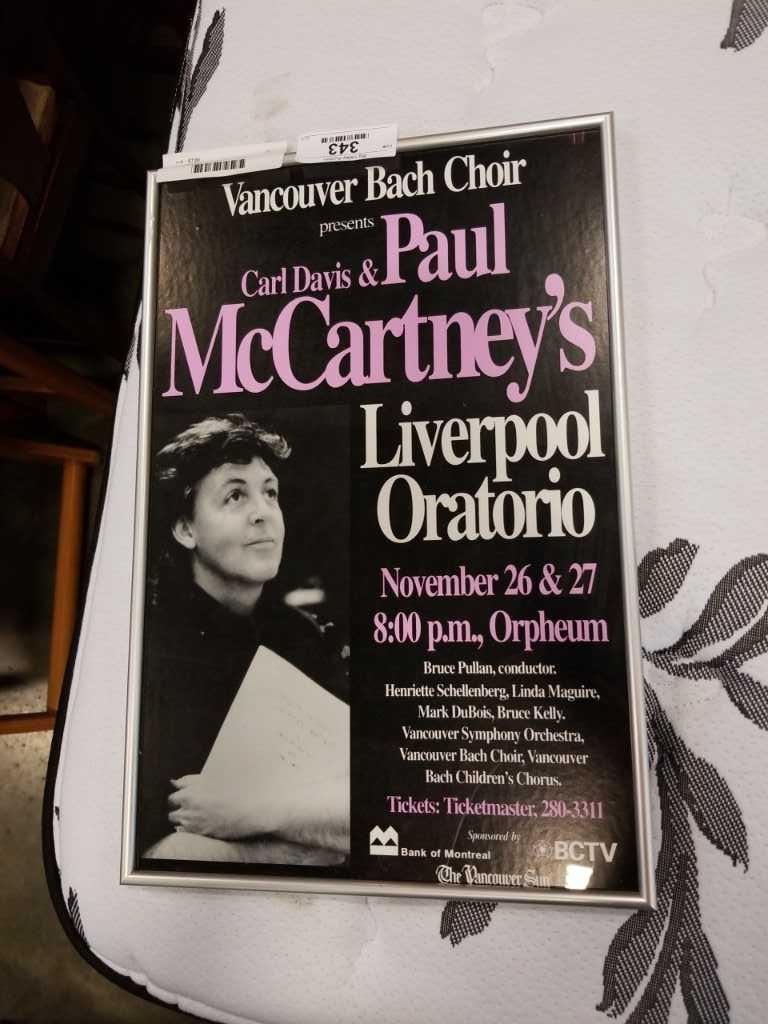 343
Vancouver Bach Choir
presents
Carl Davis & Paul
McCartney's
Liverpool
Oratorio
November 26 & 27
8:00 p.m., Orpheum
Bruce Pullan, conductor.
Henriette Schellenberg, Linda Maguire,
Mark DuBois, Bruce Kelly.
Vancouver Symphony Orchestra,
Vancouver Bach Choir, Vancouver
Bach Children's Chorus.
Tickets: Ticketmaster, 280-3311
Sponsored by
Bank of Montreal
BCTV
The Vancouver Sun